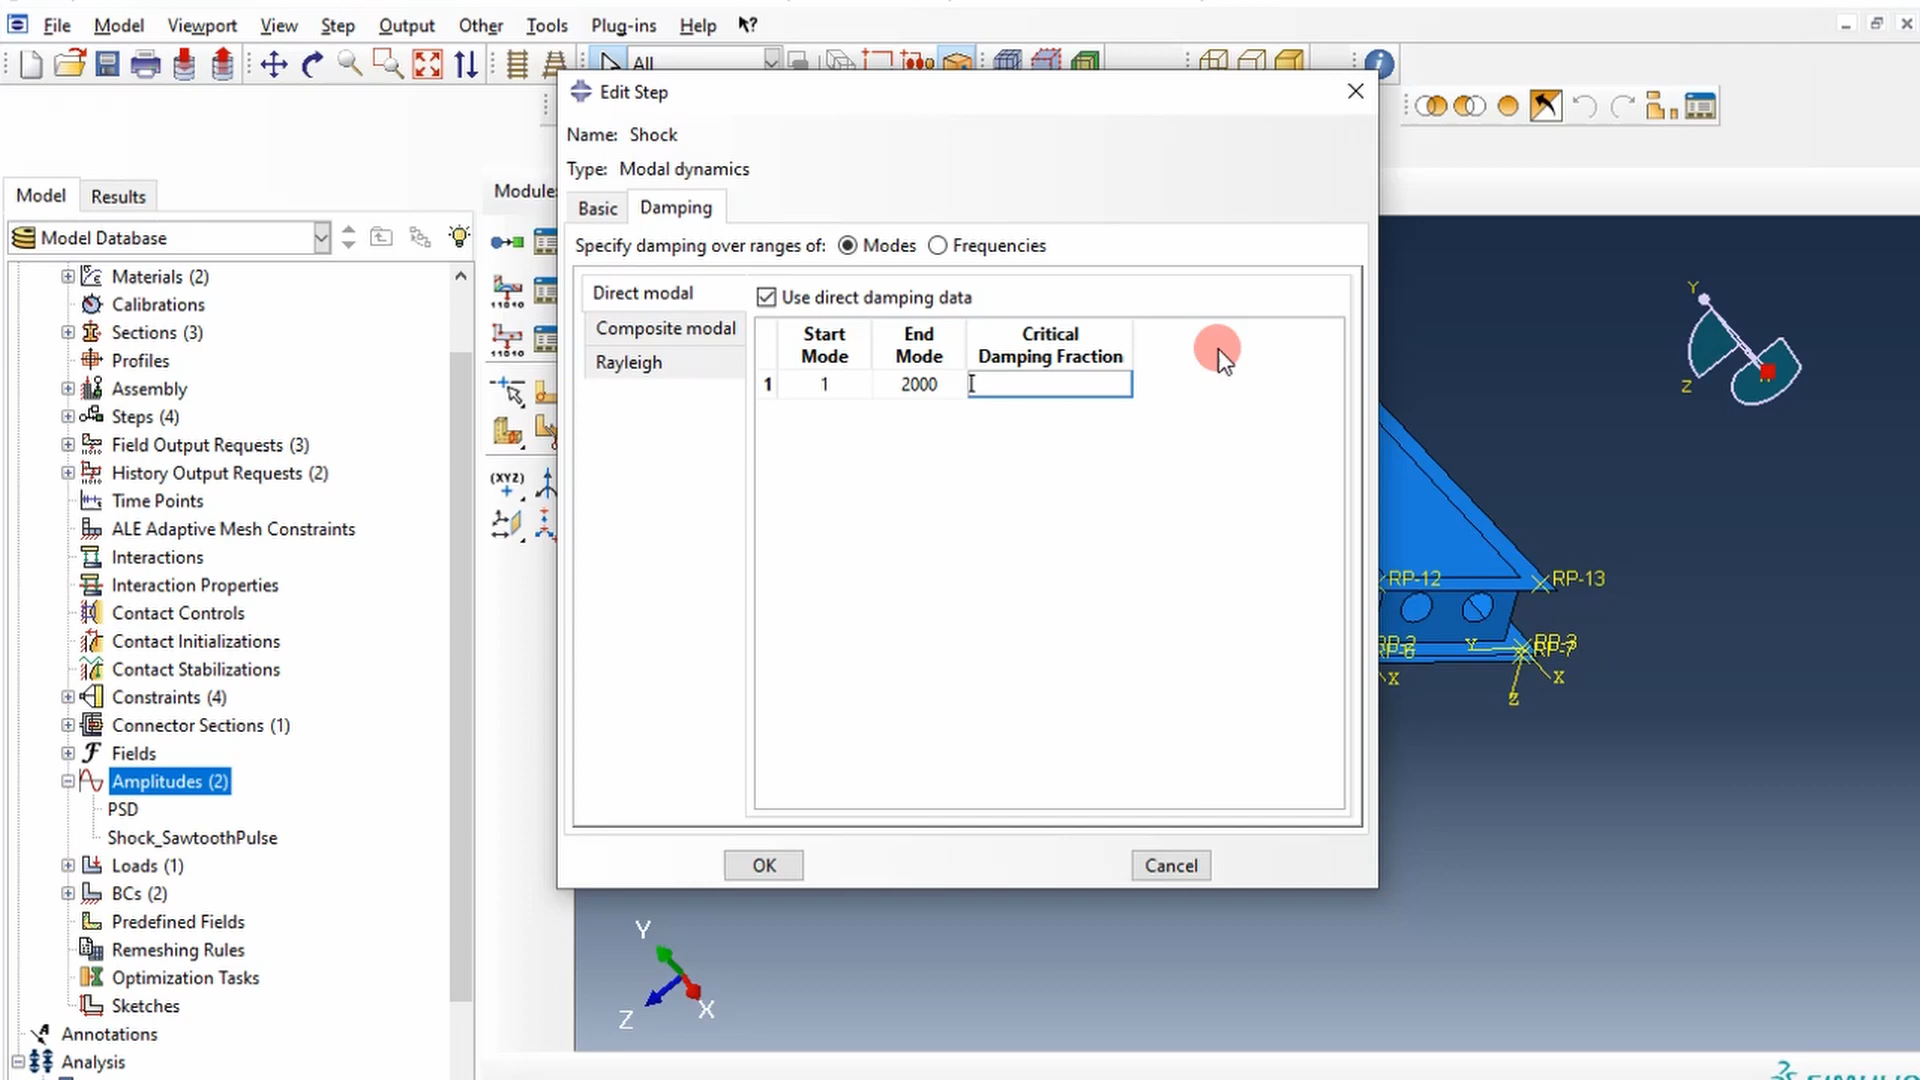 File Model Viewport View Step Output Other Tools Plug-ins Help
All
Edit Step
Name: Shock
Type: Modal dynamics
Model Results
Module:
Basic Damping
Model Database
Specify damping over ranges of: Modes Frequencies
Direct modal
Composite modal
Rayleigh
Use direct damping data
Start Mode End Mode Critical Damping Fraction
1 1 2000
OK Cancel
Materials (2)
Calibrations
Sections (3)
Profiles
Assembly
Steps (4)
Field Output Requests (3)
History Output Requests (2)
Time Points
ALE Adaptive Mesh Constraints
Interactions
Interaction Properties
Contact Controls
Contact Initializations
Contact Stabilizations
Constraints (4)
Connector Sections (1)
Fields
Amplitudes (2)
PSD
Shock_SawtoothPulse
Loads (1)
BCs (2)
Predefined Fields
Remeshing Rules
Optimization Tasks
Sketches
Annotations
Analysis
(XYZ)
Y
Z
RP-12 RP-13
Y
X
X
Z
Y
Z
X